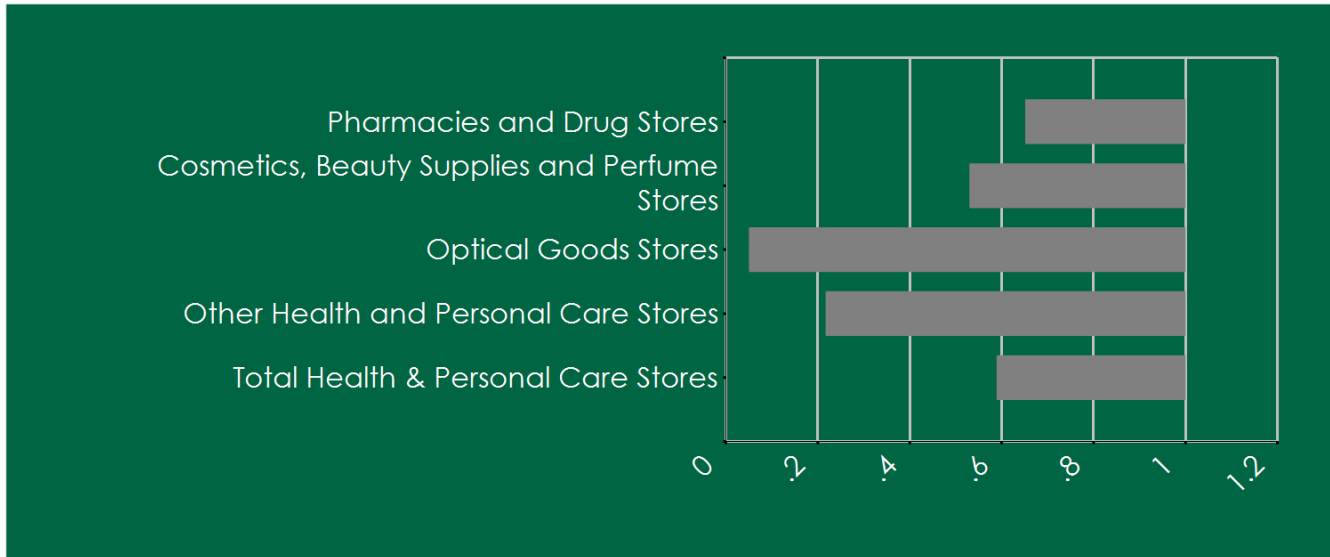 Pharmacies and Drug Stores
Cosmetics, Beauty Supplies and Perfume
Stores
Optical Goods Stores
Other Health and Personal Care Stores
Total Health & Personal Care Stores
0 .2 .4 .6 .8 1 1.2